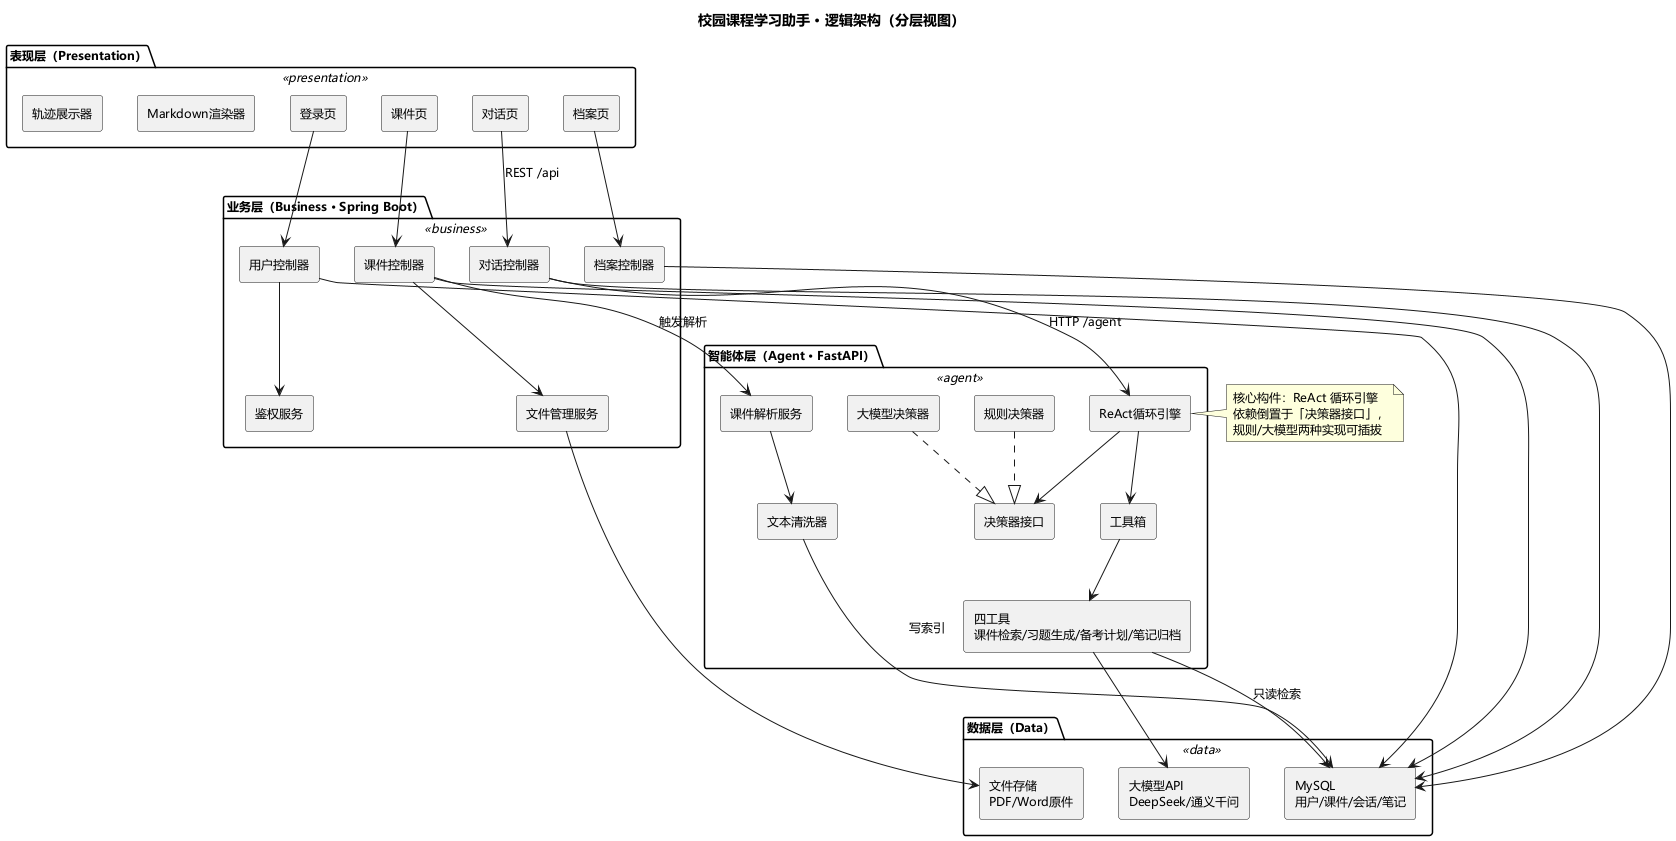 校园课程学习助手 · 逻辑架构（分层视图）
表现层（Presentation）
«presentation»
轨迹展示器
Markdown渲染器
登录页
课件页
对话页
档案页
REST /api
业务层（Business · Spring Boot）
«business»
用户控制器
课件控制器
对话控制器
档案控制器
触发解析
HTTP /agent
鉴权服务
文件管理服务
智能体层（Agent · FastAPI）
«agent»
课件解析服务
大模型决策器
规则决策器
ReAct循环引擎
核心构件：ReAct 循环引擎
依赖倒置于「决策器接口」，
规则/大模型两种实现可插拔
文本清洗器
决策器接口
工具箱
写索引
四工具
课件检索/习题生成/备考计划/笔记归档
只读检索
数据层（Data）
«data»
文件存储
PDF/Word原件
大模型API
DeepSeek/通义千问
MySQL
用户/课件/会话/笔记